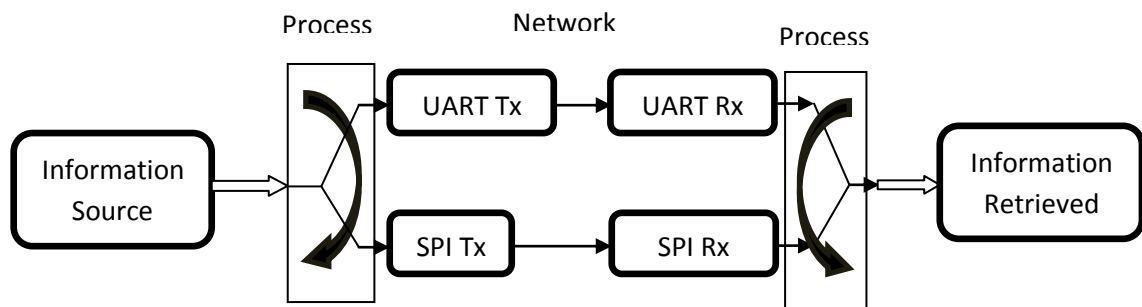 Process
Network
Process
UART Tx
UART Rx
Information
Source
Information
Retrieved
SPI Tx
SPI Rx